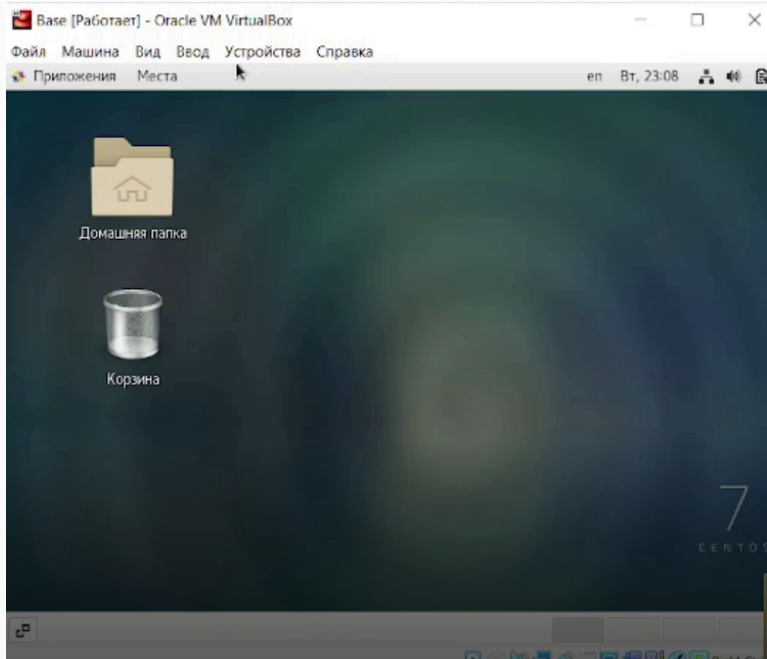 Base [Работает] - Oracle VM VirtualBox
Файл Машина Вид Ввод Устройства Справка
Приложения Места en Вт, 23:08
Домашняя папка
Корзина
7
CENTOS